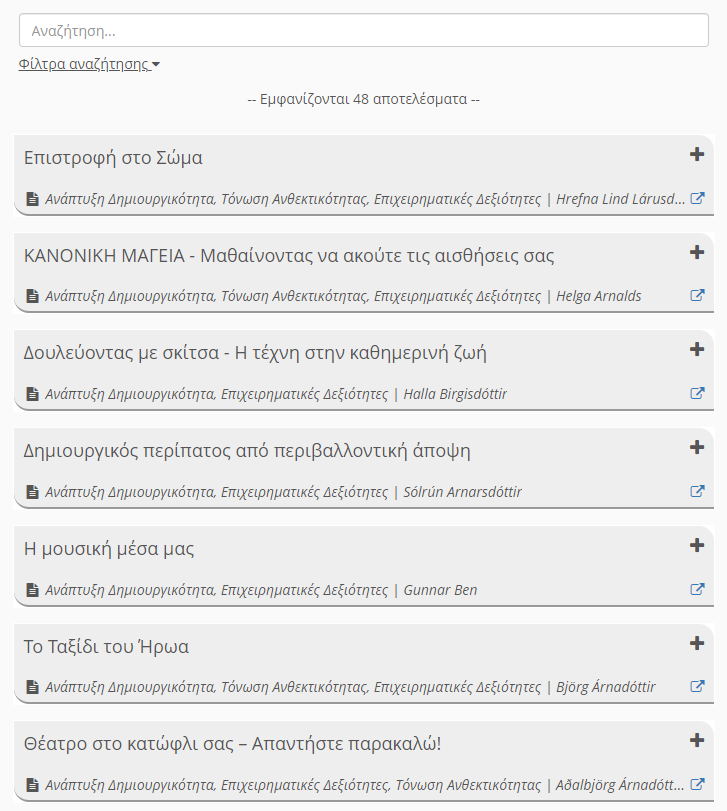 Αναζήτηση...
Φίλτρα αναζήτησης
-- Εμφανίζονται 48 αποτελέσματα --
Επιστροφή στο Σώμα
Ανάπτυξη Δημιουργικότητα, Τόνωση Ανθεκτικότητας, Επιχειρηματικές Δεξιότητες | Hrefna Lind Lárusd...
ΚΑΝΟΝΙΚΗ ΜΑΓΕΙΑ - Μαθαίνοντας να ακούτε τις αισθήσεις σας
Ανάπτυξη Δημιουργικότητα, Τόνωση Ανθεκτικότητας, Επιχειρηματικές Δεξιότητες | Helga Arnalds
Δουλεύοντας με σκίτσα - Η τέχνη στην καθημερινή ζωή
Ανάπτυξη Δημιουργικότητα, Επιχειρηματικές Δεξιότητες | Halla Birgisdóttir
Δημιουργικός περίπατος από περιβαλλοντική άποψη
Ανάπτυξη Δημιουργικότητα, Επιχειρηματικές Δεξιότητες | Sólrún Arnarsdóttir
Η μουσική μέσα μας
Ανάπτυξη Δημιουργικότητα, Επιχειρηματικές Δεξιότητες | Gunnar Ben
Το Ταξίδι του Ήρωα
Ανάπτυξη Δημιουργικότητα, Τόνωση Ανθεκτικότητας, Επιχειρηματικές Δεξιότητες | Björg Árnadóttir
Θέατρο στο κατώφλι σας – Απαντήστε παρακαλώ!
Ανάπτυξη Δημιουργικότητα, Επιχειρηματικές Δεξιότητες, Τόνωση Ανθεκτικότητας | Aðalbjörg Árnadótt...